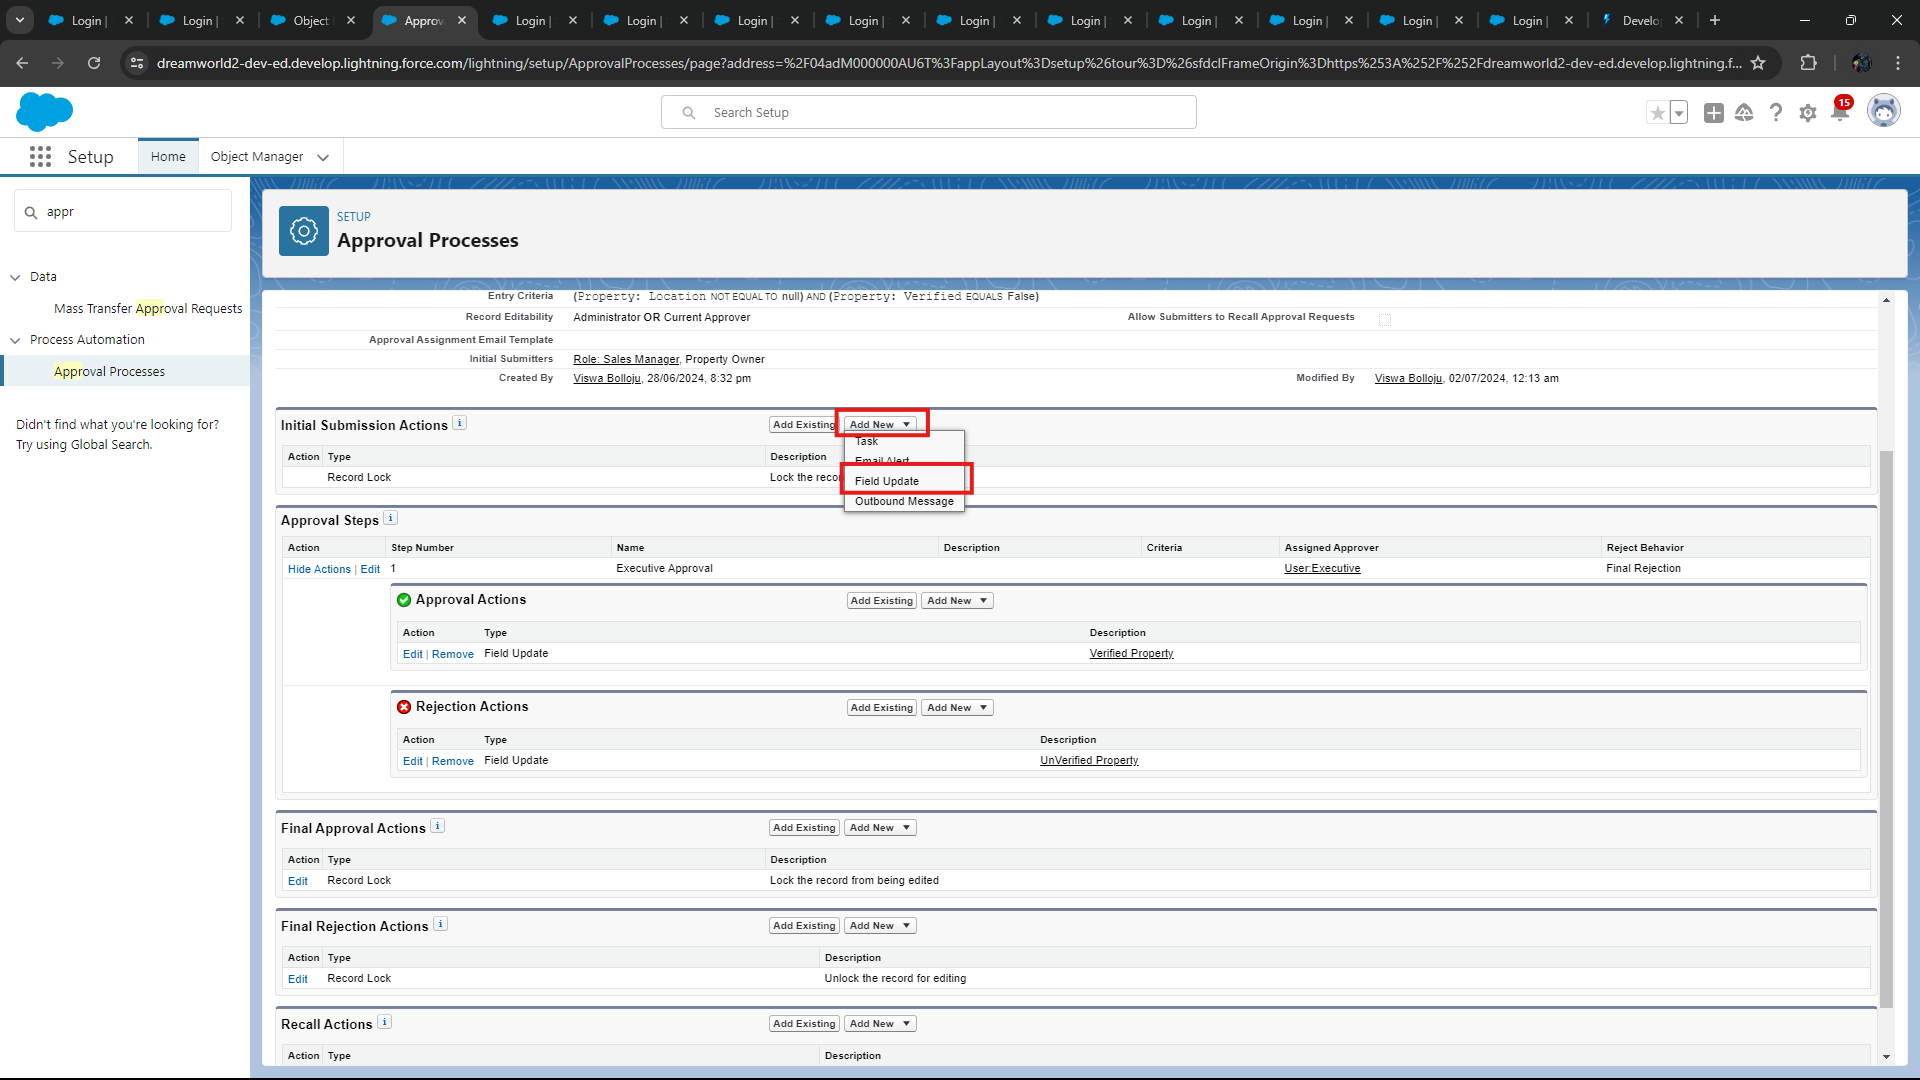 Login |
Login |
Object
Approv
Login |
Login |
Login |
Login |
Login |
Login |
Login |
Login |
Login |
Login |
Develo
dreamworld2-dev-ed.develop.lightning.force.com/lightning/setup/ApprovalProcesses/page?address=%2F04adM000000AU6T%3FappLayout%3Dsetup%26tour%3D%26sfdcIFrameOrigin%3Dhttps%253A%252F%252Fdreamworld2-dev-ed.develop.lightning.f...
Search Setup
15
Setup
Home
Object Manager
appr
Data
Mass Transfer Approval Requests
Process Automation
Approval Processes
Didn't find what you're looking for?
Try using Global Search.
SETUP
Approval Processes
Entry Criteria (Property: Location NOT EQUAL TO null) AND (Property: Verified EQUALS False)
Record Editability Administrator OR Current Approver Allow Submitters to Recall Approval Requests
Approval Assignment Email Template
Initial Submitters Role: Sales Manager, Property Owner
Created By Viswa Bolloju, 28/06/2024, 8:32 pm Modified By Viswa Bolloju, 02/07/2024, 12:13 am
Initial Submission Actions i Add Existing Add New
Task
Email Alert
Field Update
Outbound Message
Action Type Description
Record Lock Lock the recor
Approval Steps i
Action Step Number Name Description Criteria Assigned Approver Reject Behavior
Hide Actions | Edit 1 Executive Approval User:Executive Final Rejection
Approval Actions Add Existing Add New
Action Type Description
Edit | Remove Field Update Verified Property
Rejection Actions Add Existing Add New
Action Type Description
Edit | Remove Field Update UnVerified Property
Final Approval Actions i Add Existing Add New
Action Type Description
Edit Record Lock Lock the record from being edited
Final Rejection Actions i Add Existing Add New
Action Type Description
Edit Record Lock Unlock the record for editing
Recall Actions i Add Existing Add New
Action Type Description